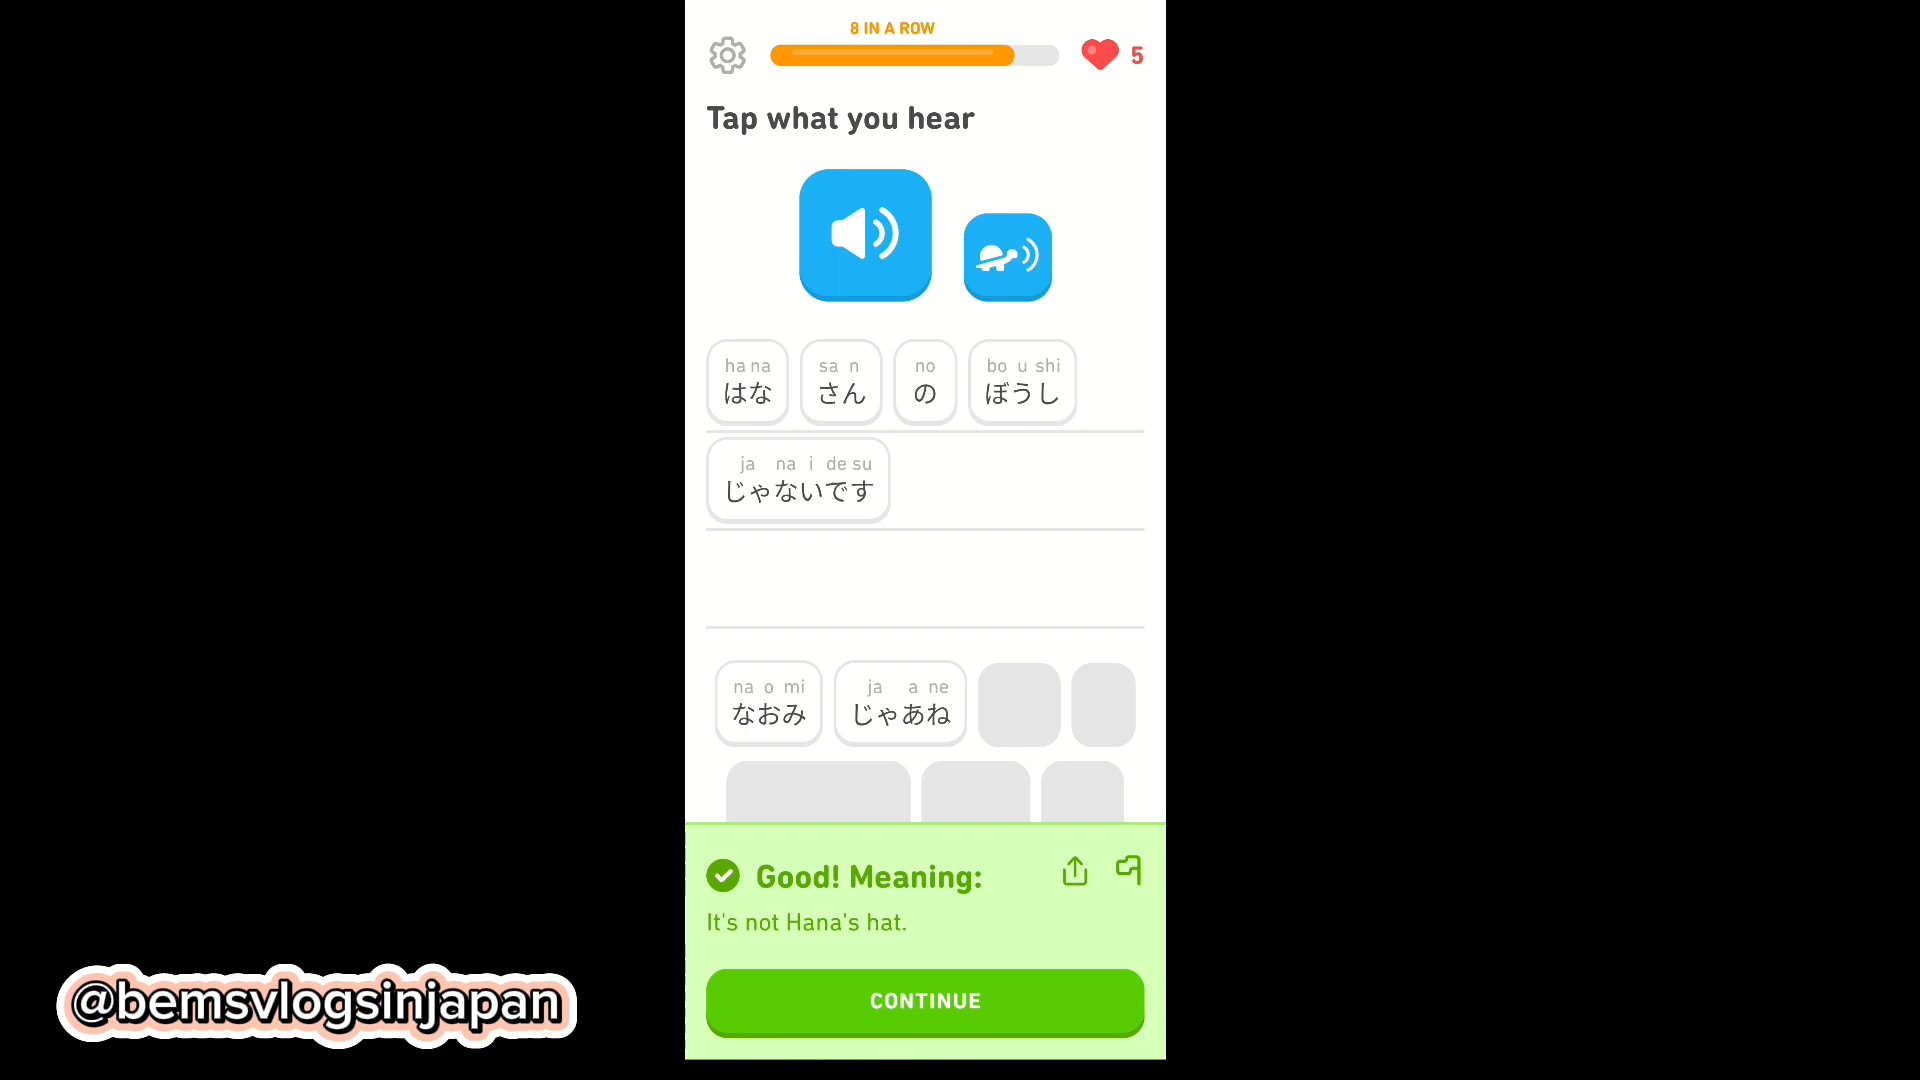 8 IN A ROW
5
Tap what you hear
ha na sa n no bo u shi
はな さん の ぼうし
ja na i de su
じゃないです
na o mi ja a ne
なおみ じゃあね
Good! Meaning:
It's not Hana's hat.
CONTINUE
@bemsvlogsinjapan